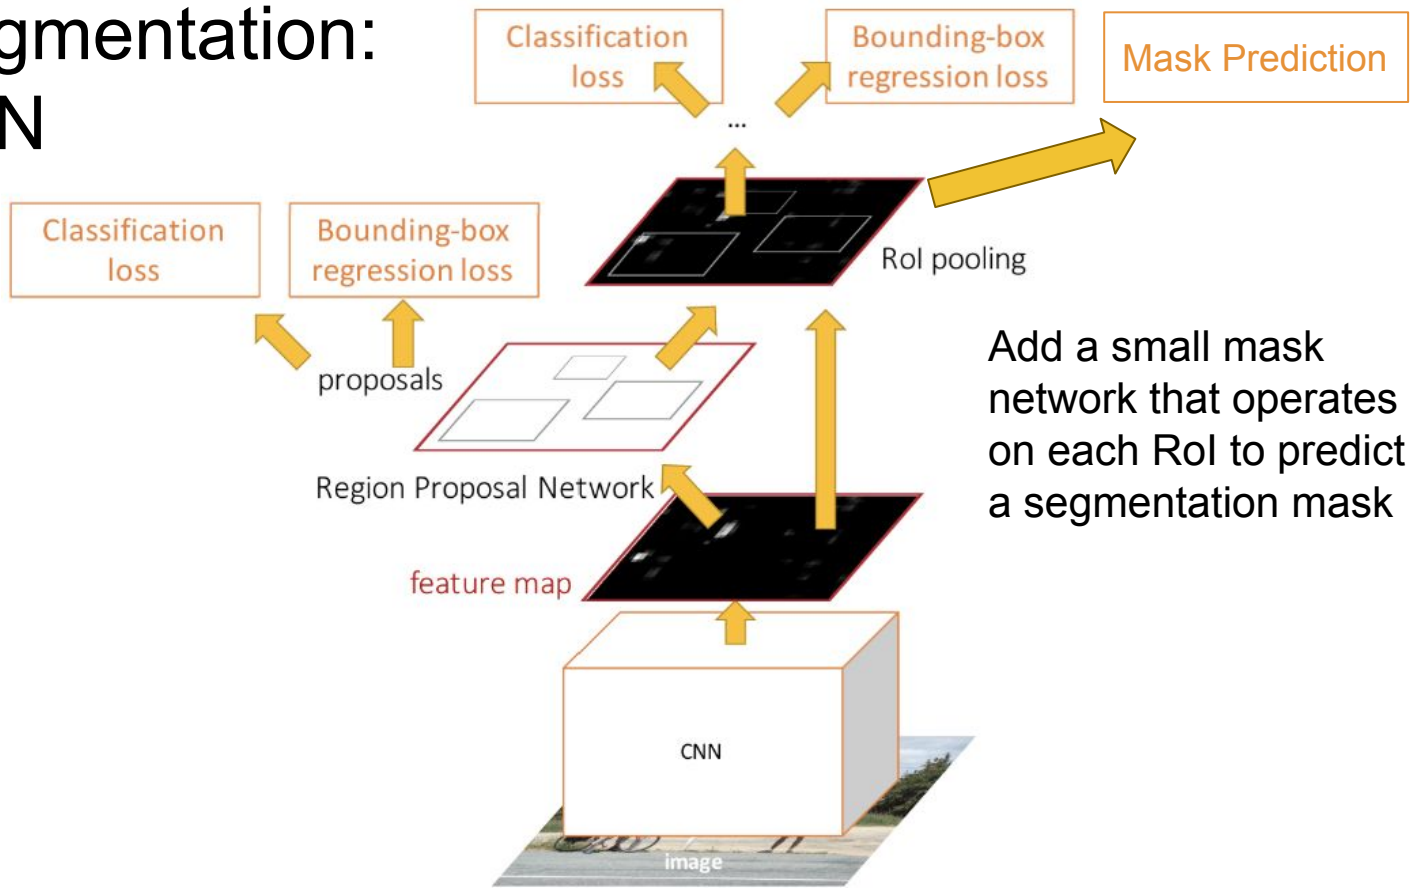 gmentation:
N
Classification
loss
Bounding-box
regression loss
Mask Prediction
...
Classification
loss
Bounding-box
regression loss
RoI pooling
proposals
Add a small mask
network that operates
on each RoI to predict
a segmentation mask
Region Proposal Network
feature map
CNN
image